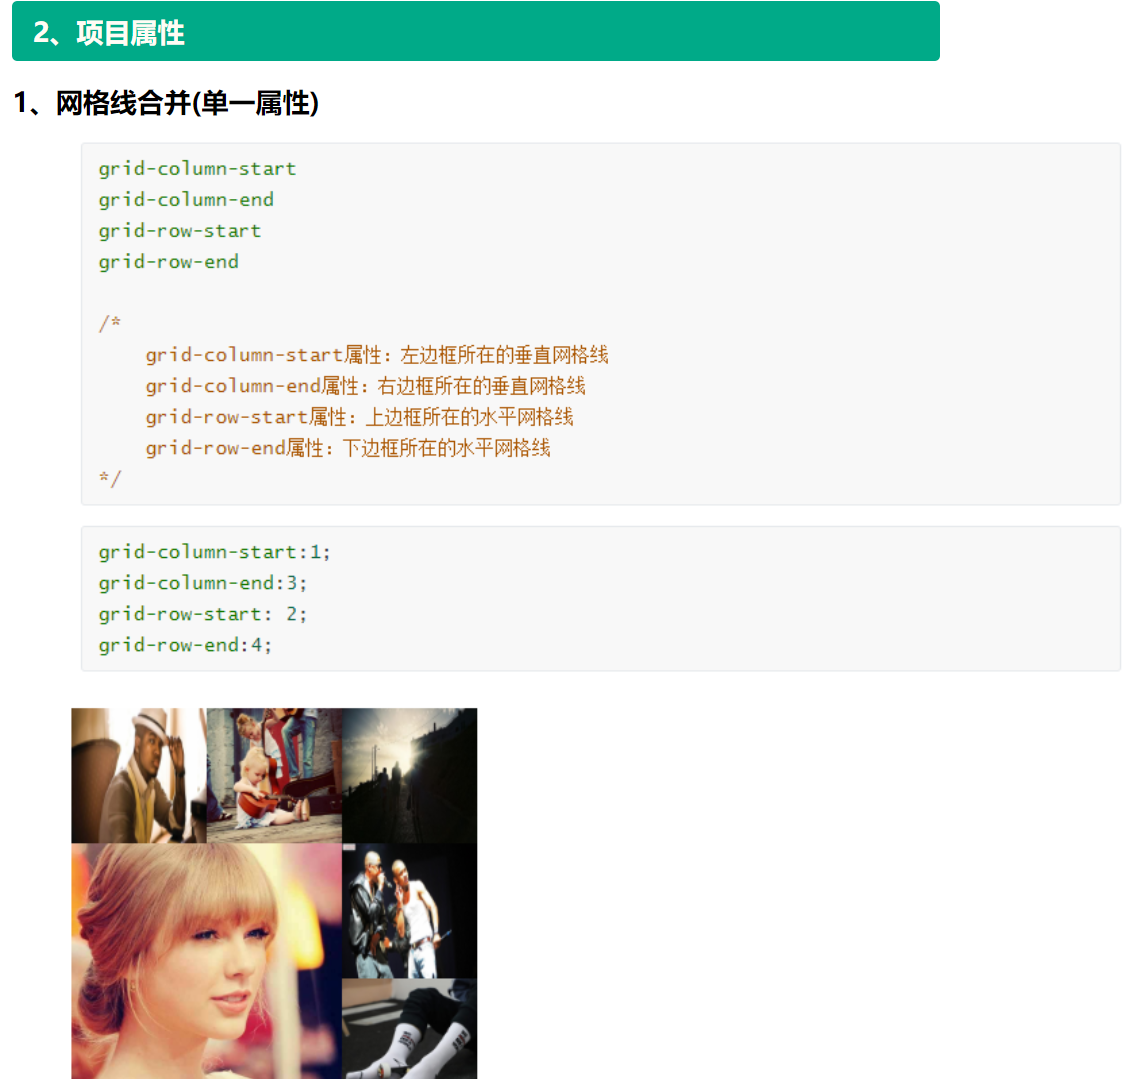 2、项目属性
1、网格线合并(单一属性)
grid-column-start
grid-column-end
grid-row-start
grid-row-end
/*
grid-column-start属性：左边框所在的垂直网格线
grid-column-end属性：右边框所在的垂直网格线
grid-row-start属性：上边框所在的水平网格线
grid-row-end属性：下边框所在的水平网格线
*/
grid-column-start:1;
grid-column-end:3;
grid-row-start: 2;
grid-row-end:4;